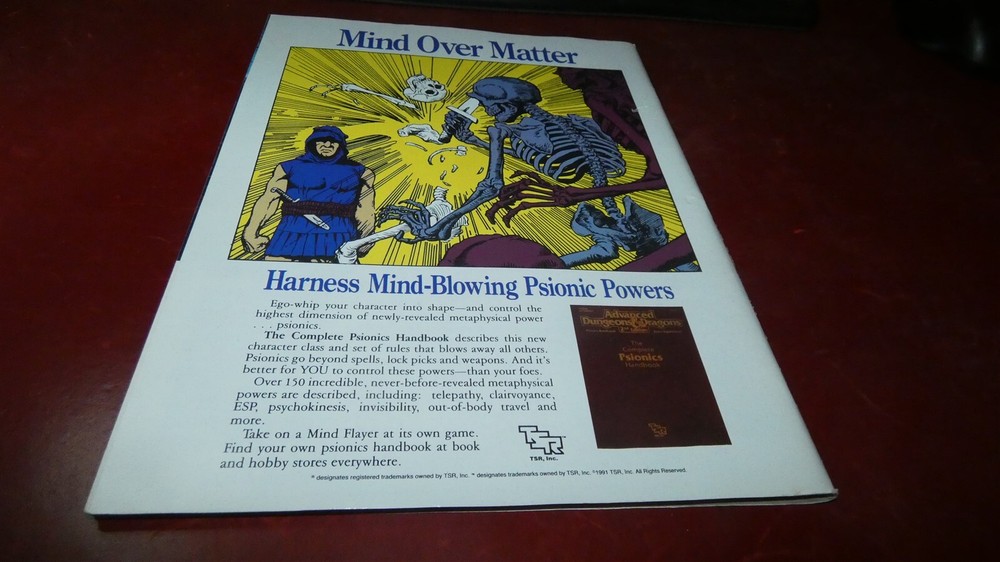 Mind Over Matter
Harness Mind-Blowing Psionic Powers
Ego-whip your character into shape—and control the
highest dimension of newly-revealed metaphysical power
. . . psionics.
The Complete Psionics Handbook describes this new
character class and set of rules that blows away all others.
Psionics go beyond spells, lock picks and weapons. And it's
better for YOU to control these powers—than your foes.
Over 150 incredible, never-before-revealed metaphysical
powers are described, including: telepathy, clairvoyance,
ESP, psychokinesis, invisibility, out-of-body travel and
more.
Take on a Mind Flayer at its own game.
Find your own psionics handbook at book
and hobby stores everywhere.
TSR
TSR, Inc.
Advanced
Dungeons & Dragons
2nd Edition
The
Complete
Psionics
Handbook
TSR
® designates registered trademarks owned by TSR, Inc. ™ designates trademarks owned by TSR, Inc. ©1991 TSR, Inc. All Rights Reserved.